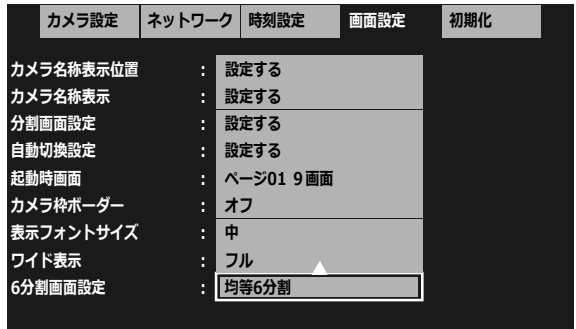 カメラ設定 ネットワーク 時刻設定 画面設定 初期化
カメラ名称表示位置 : 設定する
カメラ名称表示 : 設定する
分割画面設定 : 設定する
自動切換設定 : 設定する
起動時画面 : ページ01 9画面
カメラ枠ボーダー : オフ
表示フォントサイズ : 中
ワイド表示 : フル
6分割画面設定 : 均等6分割